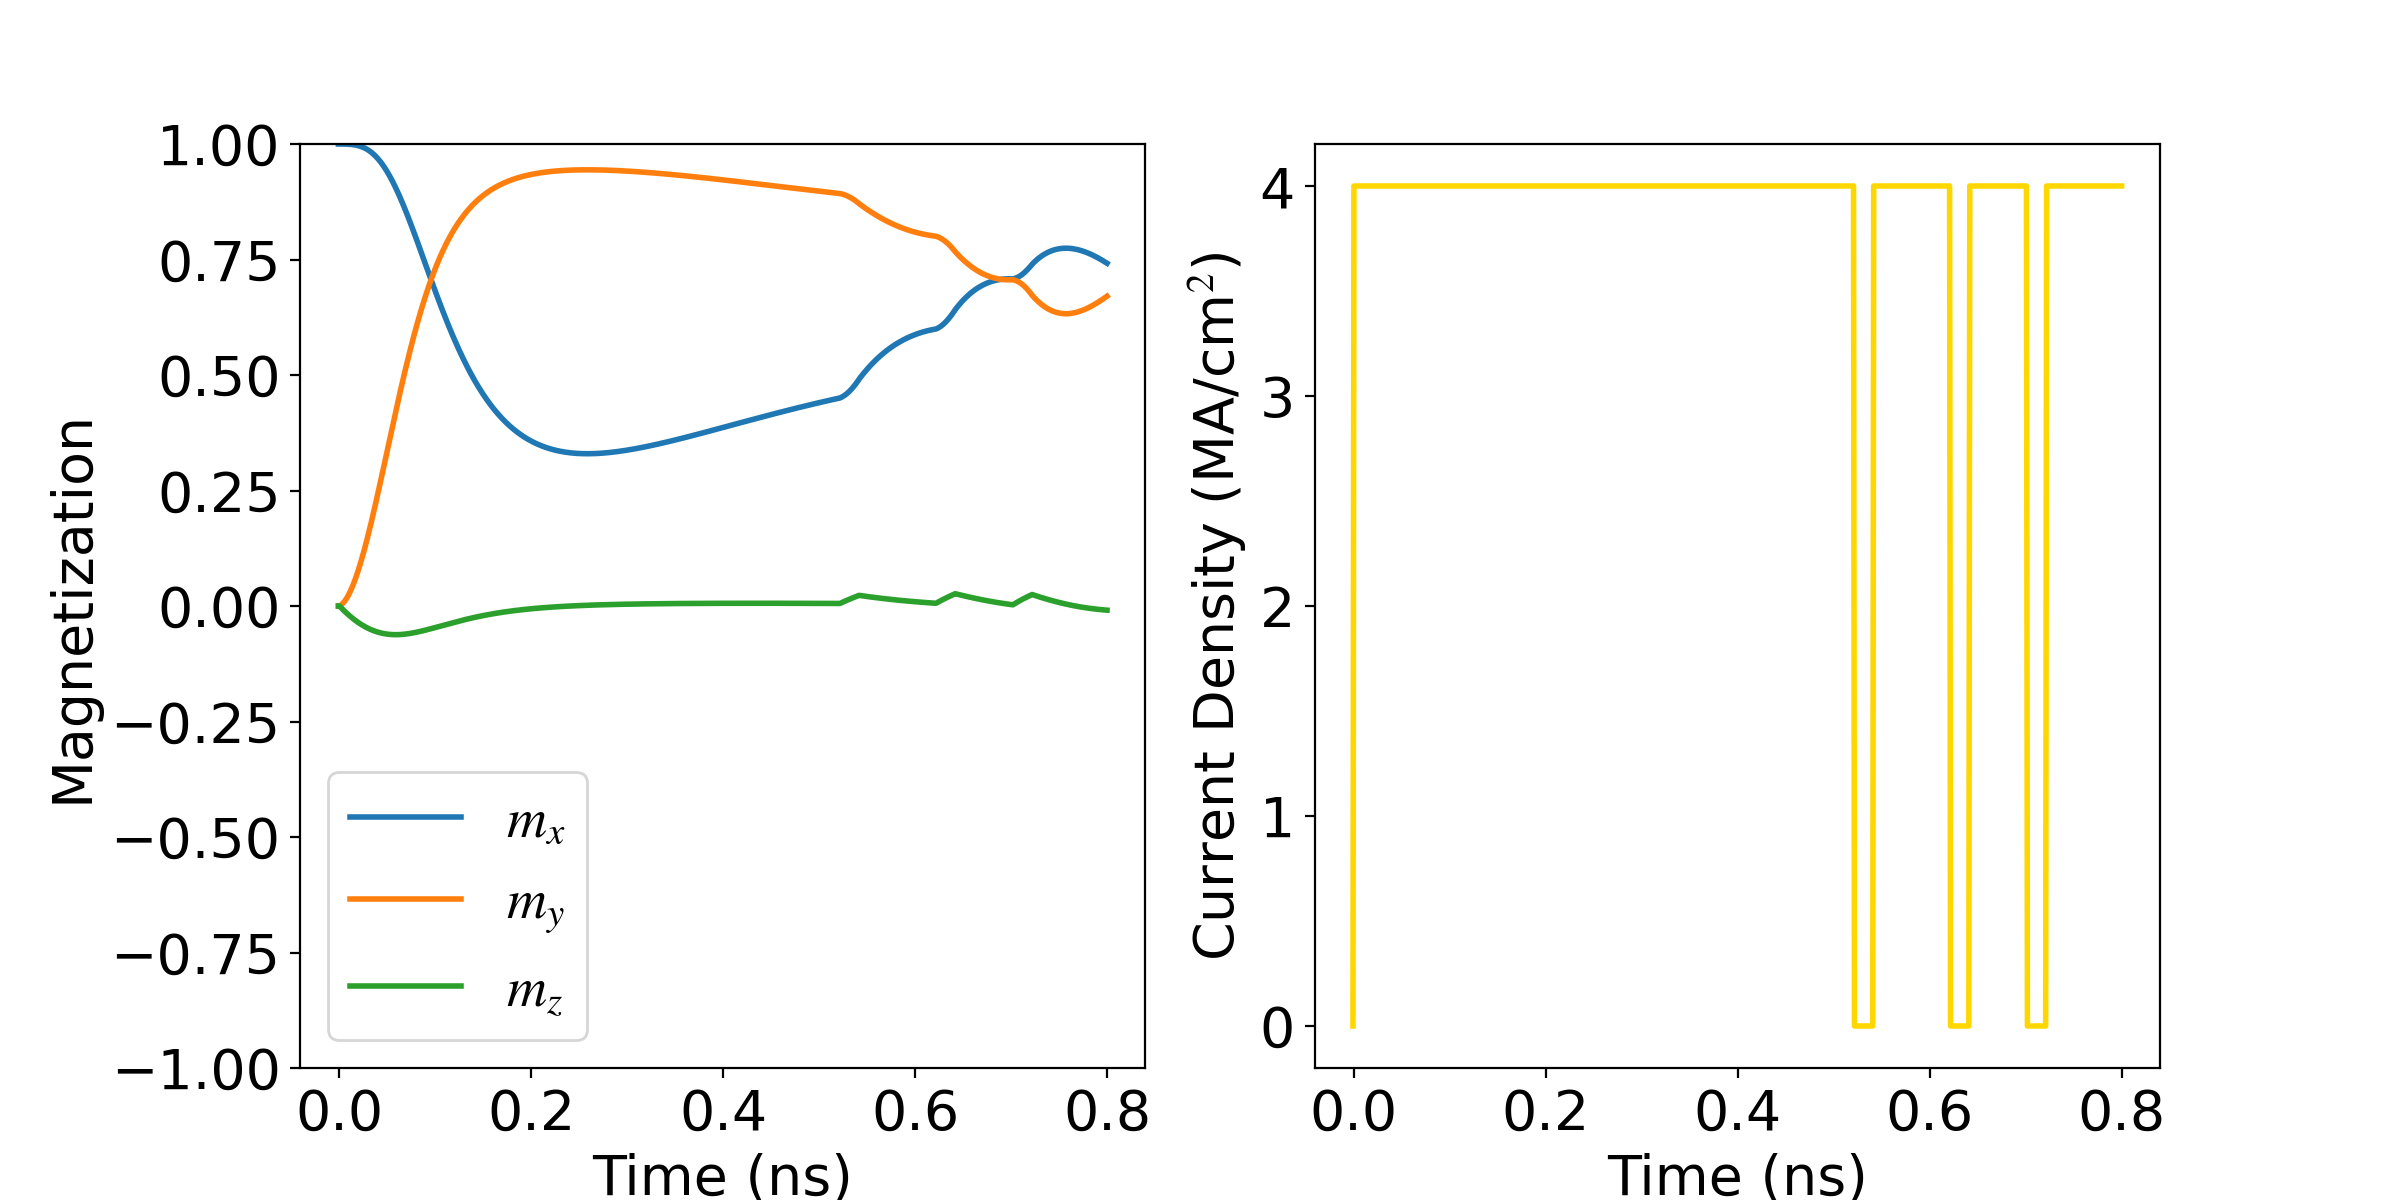 1.00
0.75
0.50
0.25
0.00
−0.25
−0.50
−0.75
−1.00
Magnetization
0.0 0.2 0.4 0.6 0.8
Time (ns)
m_x
m_y
m_z
4
3
2
1
0
Current Density (MA/cm²)
0.0 0.2 0.4 0.6 0.8
Time (ns)